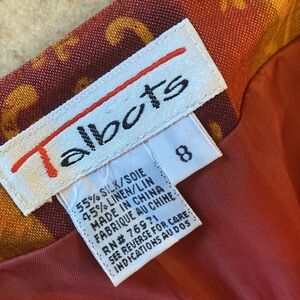 Talbots
8
55% SILK/SOIE
45% LINEN/LIN
MADE IN CHINA
FABRIQUE AU CHINE
RN# 76571
SEE REVERSE FOR CARE
INDICATIONS AU DOS